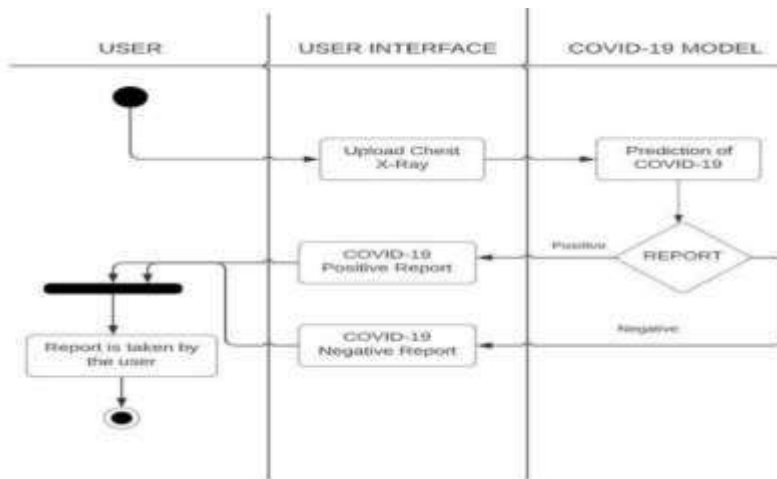 USER
USER INTERFACE
COVID-19 MODEL
Upload Chest
X-Ray
Prediction of
COVID-19
Positive
REPORT
COVID-19
Positive Report
Negative
COVID-19
Negative Report
Report is taken by
the user